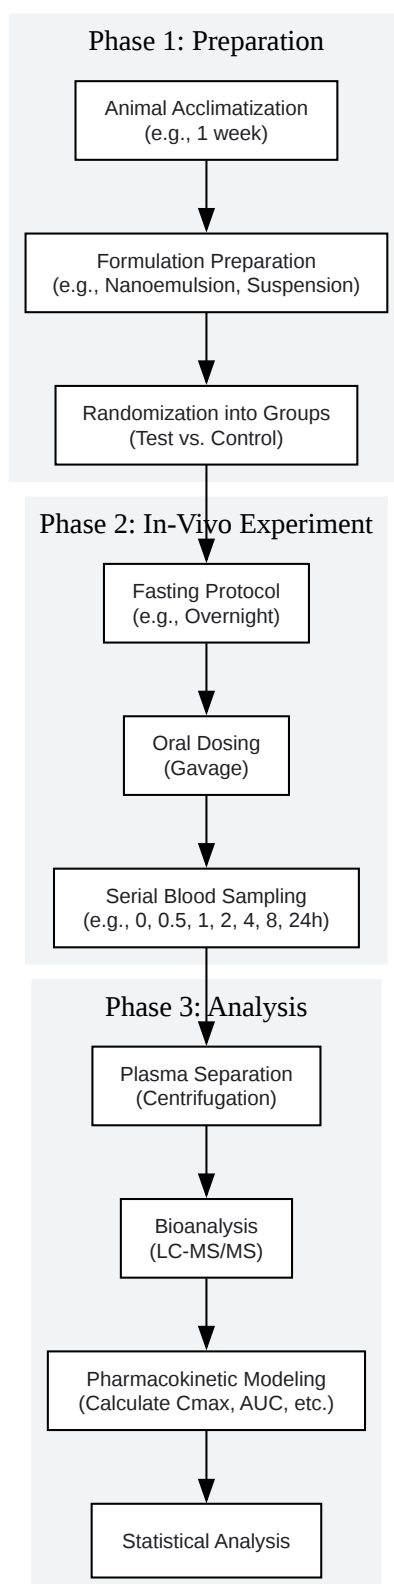 Phase 1: Preparation
Animal Acclimatization
(e.g., 1 week)
Formulation Preparation
(e.g., Nanoemulsion, Suspension)
Randomization into Groups
(Test vs. Control)
Phase 2: In-Vivo Experiment
Fasting Protocol
(e.g., Overnight)
Oral Dosing
(Gavage)
Serial Blood Sampling
(e.g., 0, 0.5, 1, 2, 4, 8, 24h)
Phase 3: Analysis
Plasma Separation
(Centrifugation)
Bioanalysis
(LC-MS/MS)
Pharmacokinetic Modeling
(Calculate Cmax, AUC, etc.)
Statistical Analysis